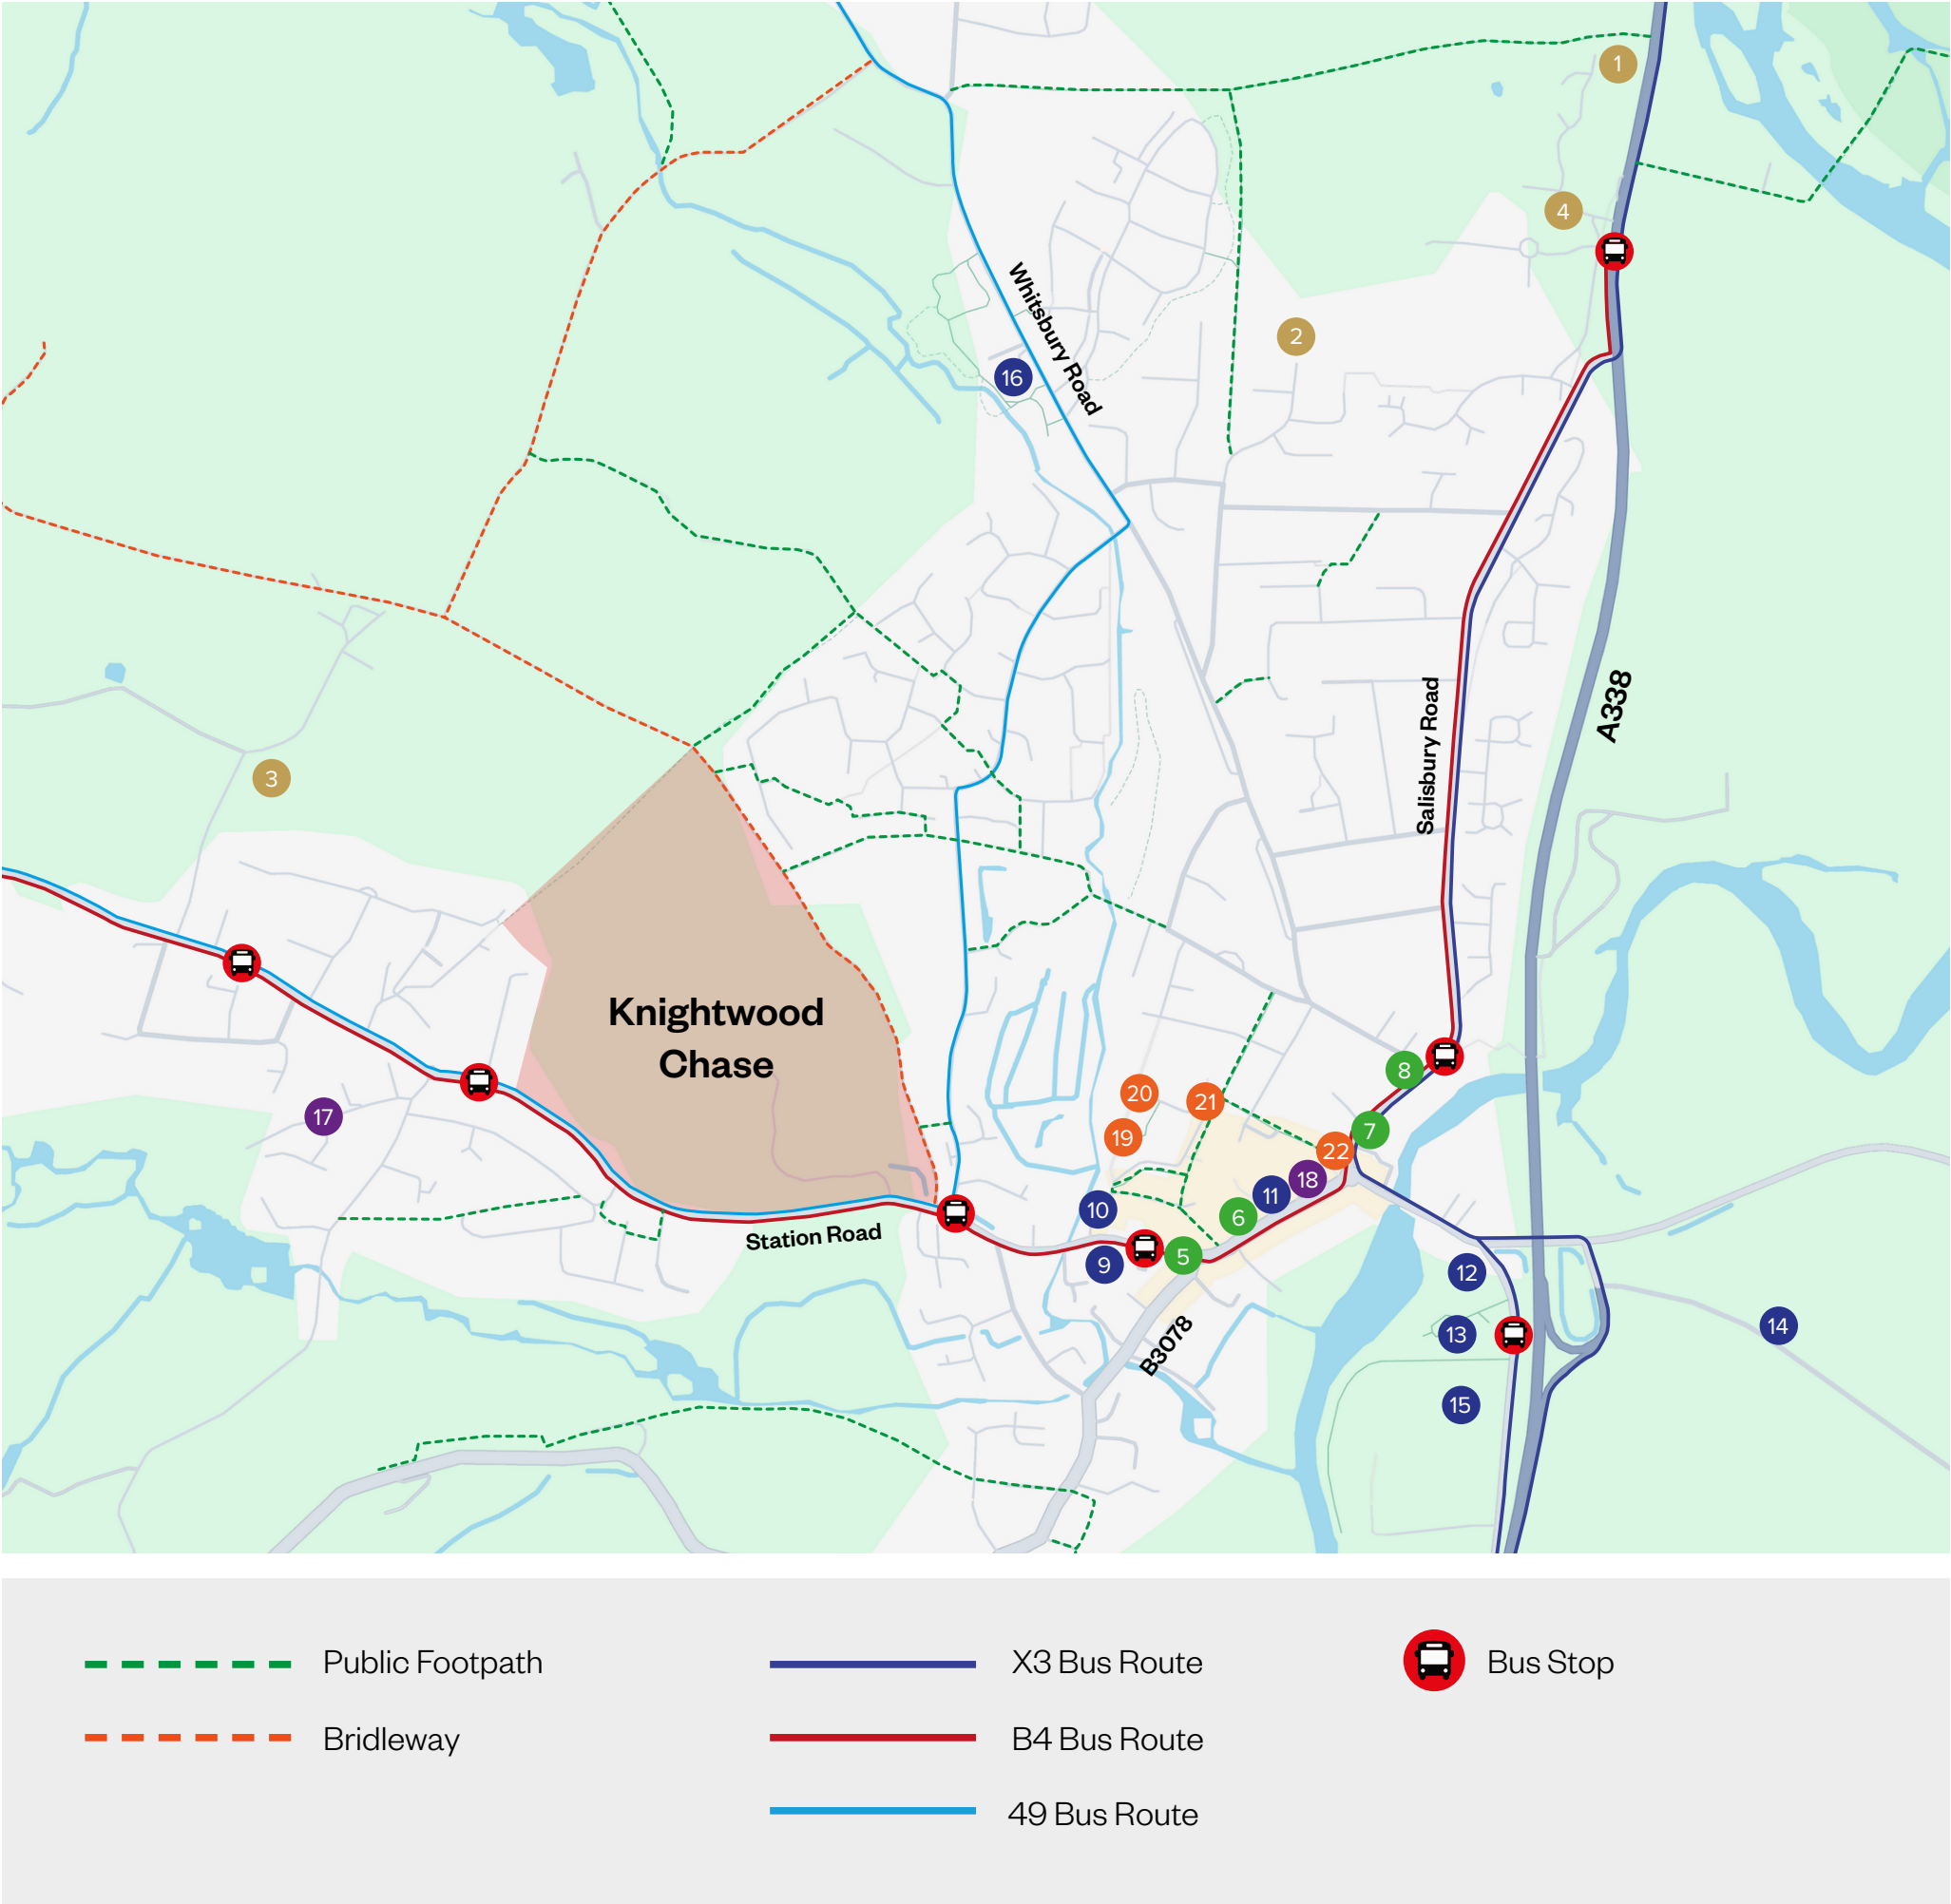 1
4
Whitsbury Road
2
16
A338
Salisbury Road
3
Knightwood
Chase
8
20
21
17
7
19
22
18
11
10
6
Station Road
5
9
12
14
13
B3078
15
Public Footpath
X3 Bus Route
Bus Stop
Bridleway
B4 Bus Route
49 Bus Route